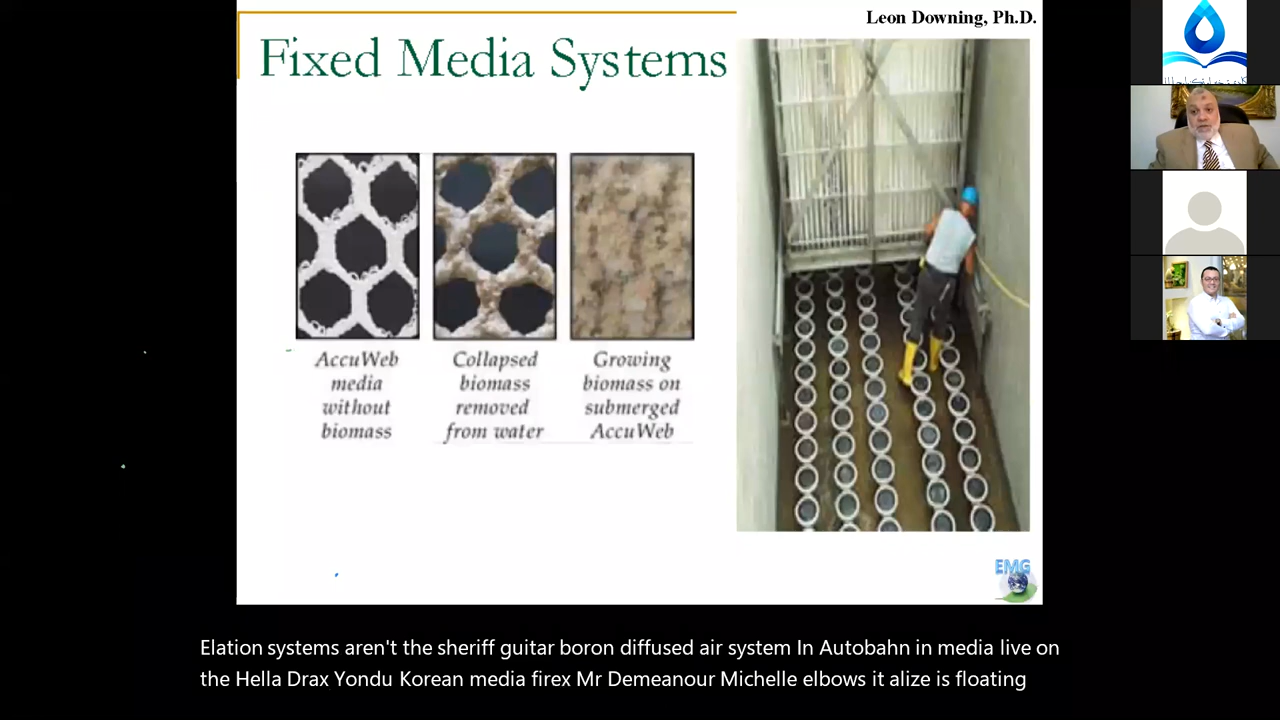 Leon Downing, Ph.D.
Fixed Media Systems
AccuWeb
media
without
biomass
Collapsed
biomass
removed
from water
Growing
biomass on
submerged
AccuWeb
EMG
Elation systems aren't the sheriff guitar boron diffused air system In Autobahn in media live on
the Hella Drax Yondu Korean media firex Mr Demeanour Michelle elbows it alize is floating